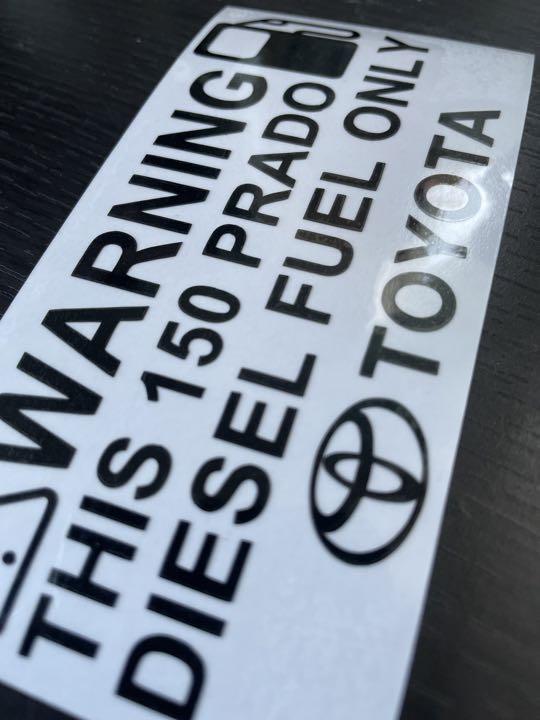 WARNING
THIS 150 PRADO
DIESEL FUEL ONLY
TOYOTA